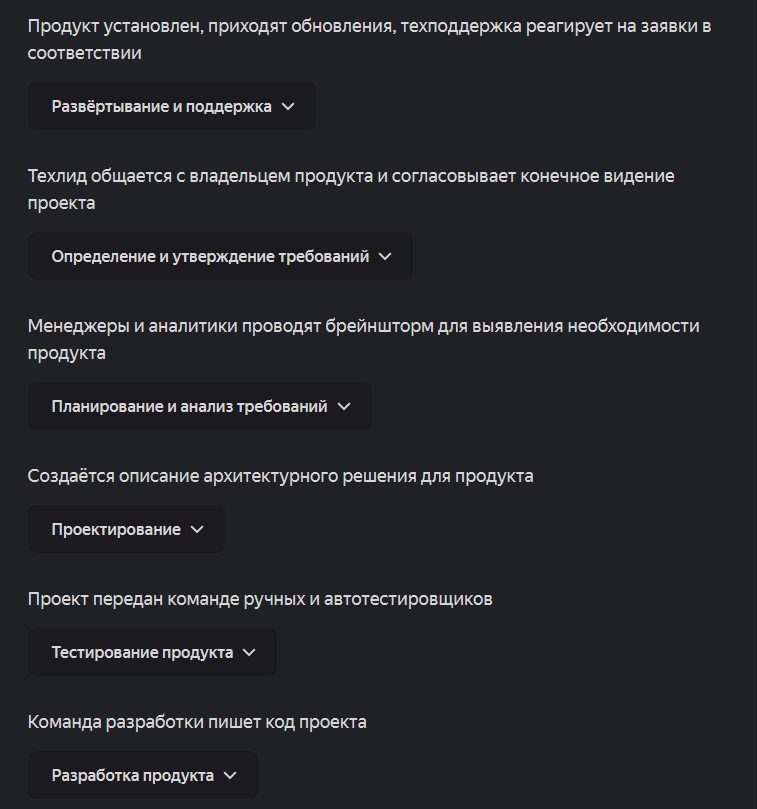 Продукт установлен, приходят обновления, техподдержка реагирует на заявки в
соответствии
Развёртывание и поддержка
Техлид общается с владельцем продукта и согласовывает конечное видение
проекта
Определение и утверждение требований
Менеджеры и аналитики проводят брейншторм для выявления необходимости
продукта
Планирование и анализ требований
Создаётся описание архитектурного решения для продукта
Проектирование
Проект передан команде ручных и автотестировщиков
Тестирование продукта
Команда разработки пишет код проекта
Разработка продукта